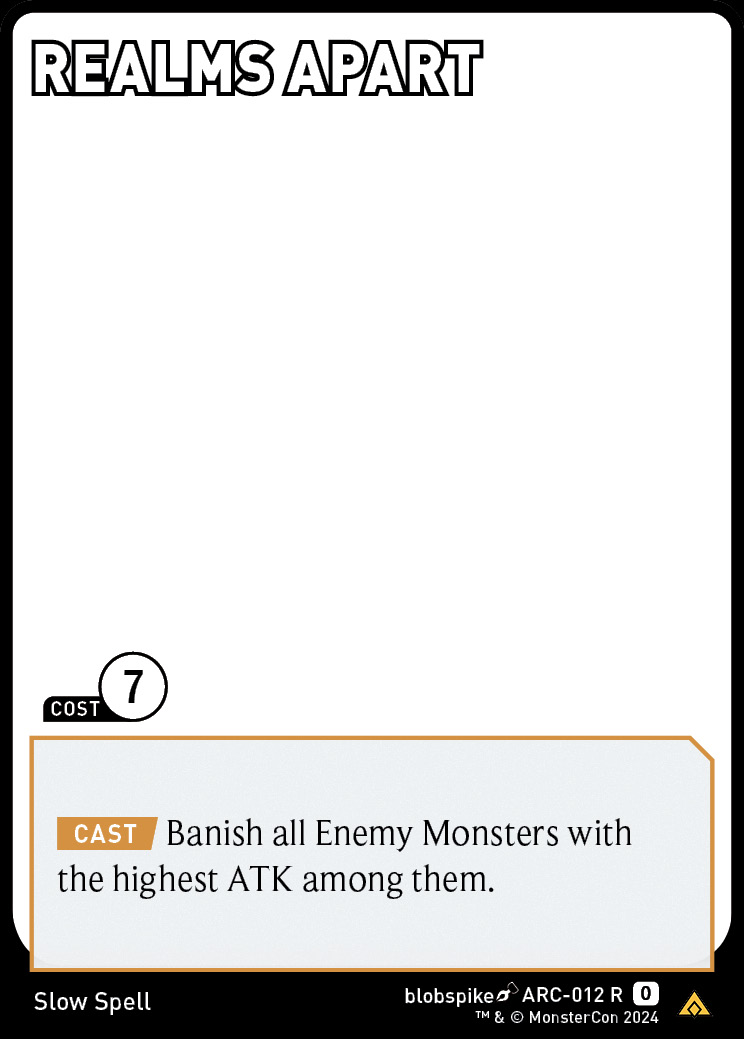 REALMS APART
7
COST
CAST Banish all Enemy Monsters with
the highest ATK among them.
Slow Spell
blobspike ARC-012 R 0
™ & © MonsterCon 2024